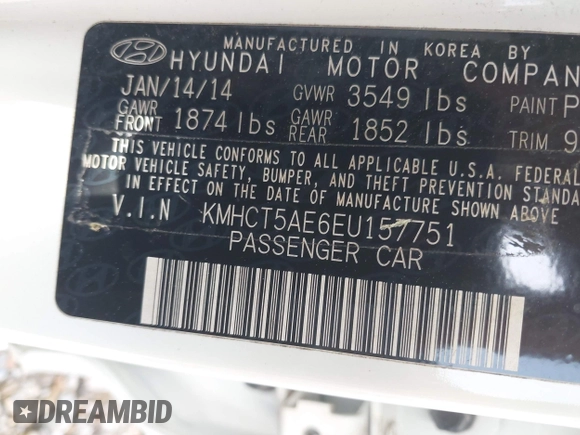 MANUFACTURED IN KOREA BY
HYUNDAI MOTOR COMPAN
JAN/14/14 GVWR 3549 lbs PAINT P
GAWR FRONT 1874 lbs GAWR REAR 1852 lbs TRIM 9
THIS VEHICLE CONFORMS TO ALL APPLICABLE U.S.A. FEDERAL
MOTOR VEHICLE SAFETY, BUMPER, AND THEFT PREVENTION STANDA
IN EFFECT ON THE DATE OF MANUFACTURE SHOWN ABOVE.
V.I.N KMHCT5AE6EU157751
PASSENGER CAR
DREAMBID